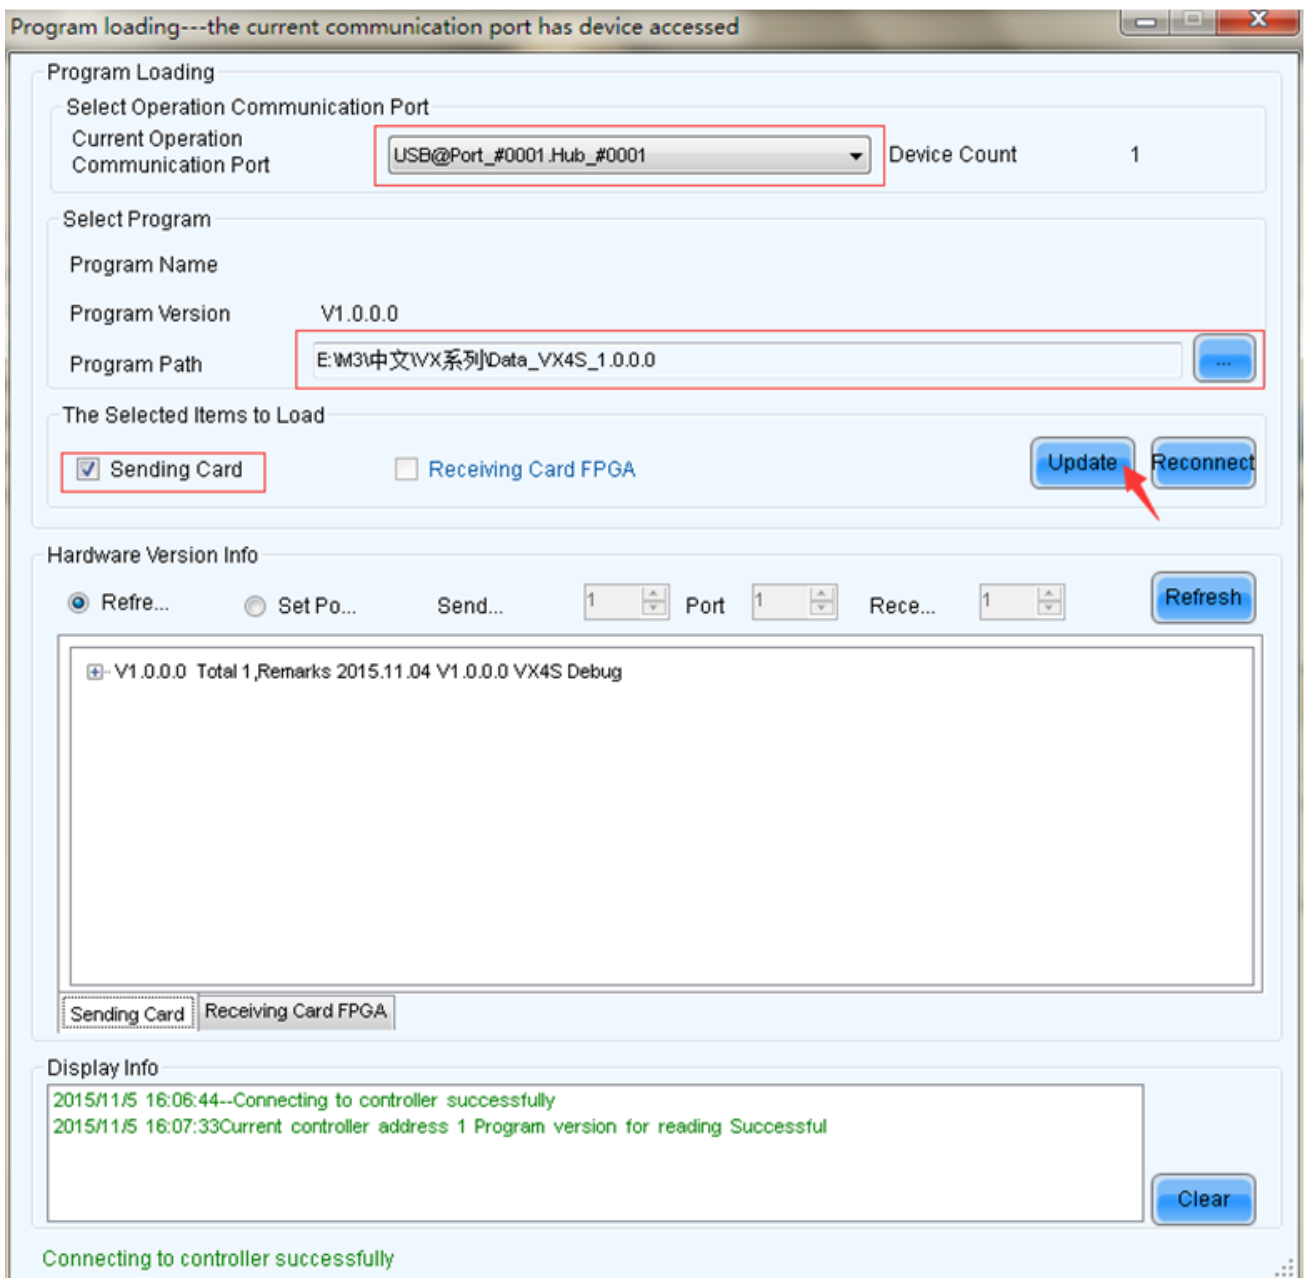 Program loading---the current communication port has device accessed
Program Loading
Select Operation Communication Port
Current Operation
Communication Port
USB@Port_#0001.Hub_#0001
Device Count 1
Select Program
Program Name
Program Version V1.0.0.0
Program Path E:\M3\中文\VX系列\Data_VX4S_1.0.0.0 ...
The Selected Items to Load
Sending Card Receiving Card FPGA Update Reconnect
Hardware Version Info
Refre... Set Po... Send... 1 Port 1 Rece... 1 Refresh
V1.0.0.0 Total 1,Remarks 2015.11.04 V1.0.0.0 VX4S Debug
Sending Card Receiving Card FPGA
Display Info
2015/11/5 16:06:44--Connecting to controller successfully
2015/11/5 16:07:33Current controller address 1 Program version for reading Successful
Clear
Connecting to controller successfully